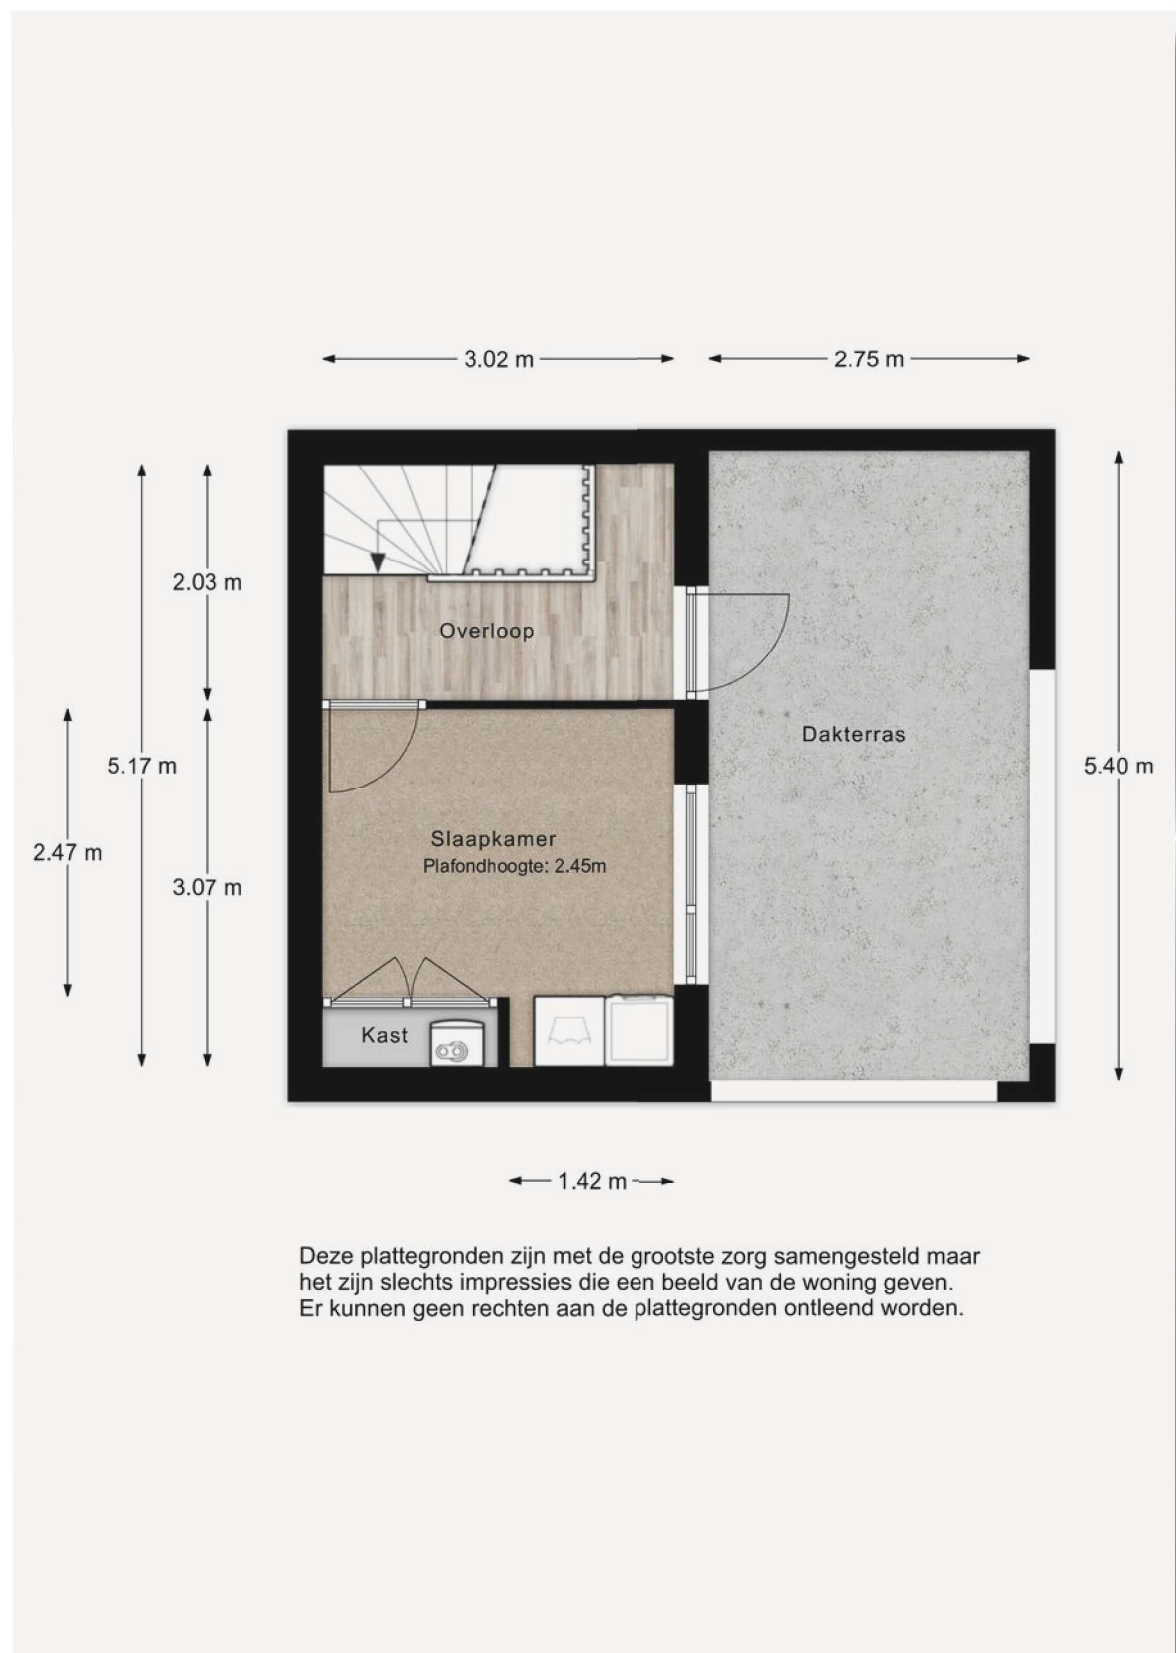 3.02 m
2.75 m
2.03 m
Overloop
Dakterras
5.17 m
5.40 m
2.47 m
Slaapkamer
Plafondhoogte: 2.45m
3.07 m
Kast
1.42 m
Deze plattegronden zijn met de grootste zorg samengesteld maar
het zijn slechts impressies die een beeld van de woning geven.
Er kunnen geen rechten aan de plattegronden ontleend worden.